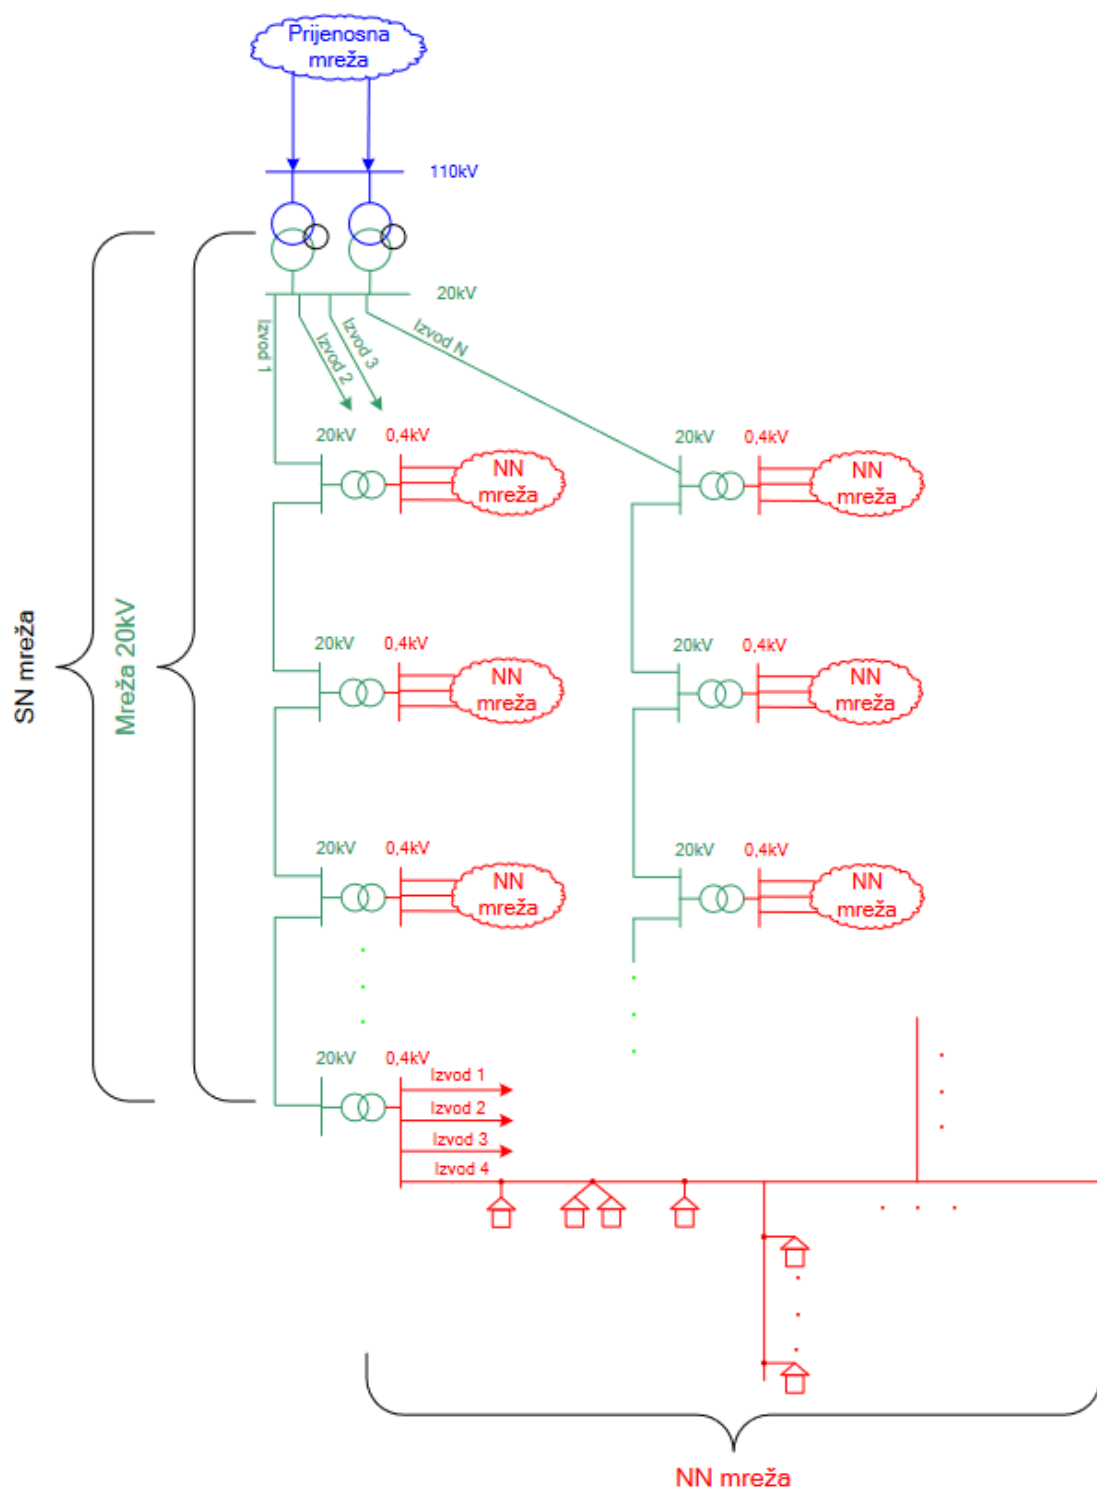 Prijenosna
mreža
110kV
20kV
Izvod 1
Izvod 2
Izvod 3
Izvod N
20kV 0,4kV
NN
mreža
20kV 0,4kV
NN
mreža
SN mreža
Mreža 20kV
20kV 0,4kV
NN
mreža
20kV 0,4kV
NN
mreža
20kV 0,4kV
NN
mreža
20kV 0,4kV
NN
mreža
20kV 0,4kV
Izvod 1
Izvod 2
Izvod 3
Izvod 4
NN mreža